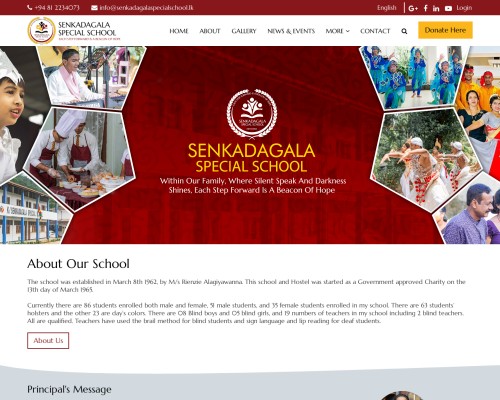 +94 81 2234073 info@senkadagalaspecialschool.lk English Login
SENKADAGALA
SPECIAL SCHOOL
HOME ABOUT GALLERY NEWS & EVENTS MORE CONTACT Donate Here
SENKADAGALA
SPECIAL SCHOOL
SENKADAGALA
SPECIAL SCHOOL
Within Our Family, Where Silent Speak And Darkness
Shines, Each Step Forward Is A Beacon Of Hope
About Our School
The school was established in March 8th 1962, by M/s Rienzie Alagiyawanna. This school and Hostel was started as a Government approved Charity on the
13th day of March 1965.
Currently there are 86 students enrolled both male and female, 51 male students, and 35 female students enrolled in my school. There are 63 students'
holsters and the other 23 are day's colors. There are 08 Blind boys and 05 blind girls, and 19 numbers of teachers in my school including 2 blind teachers.
All are qualified. Teachers have used the brail method for blind students and sign language and lip reading for deaf students.
About Us
Principal's Message